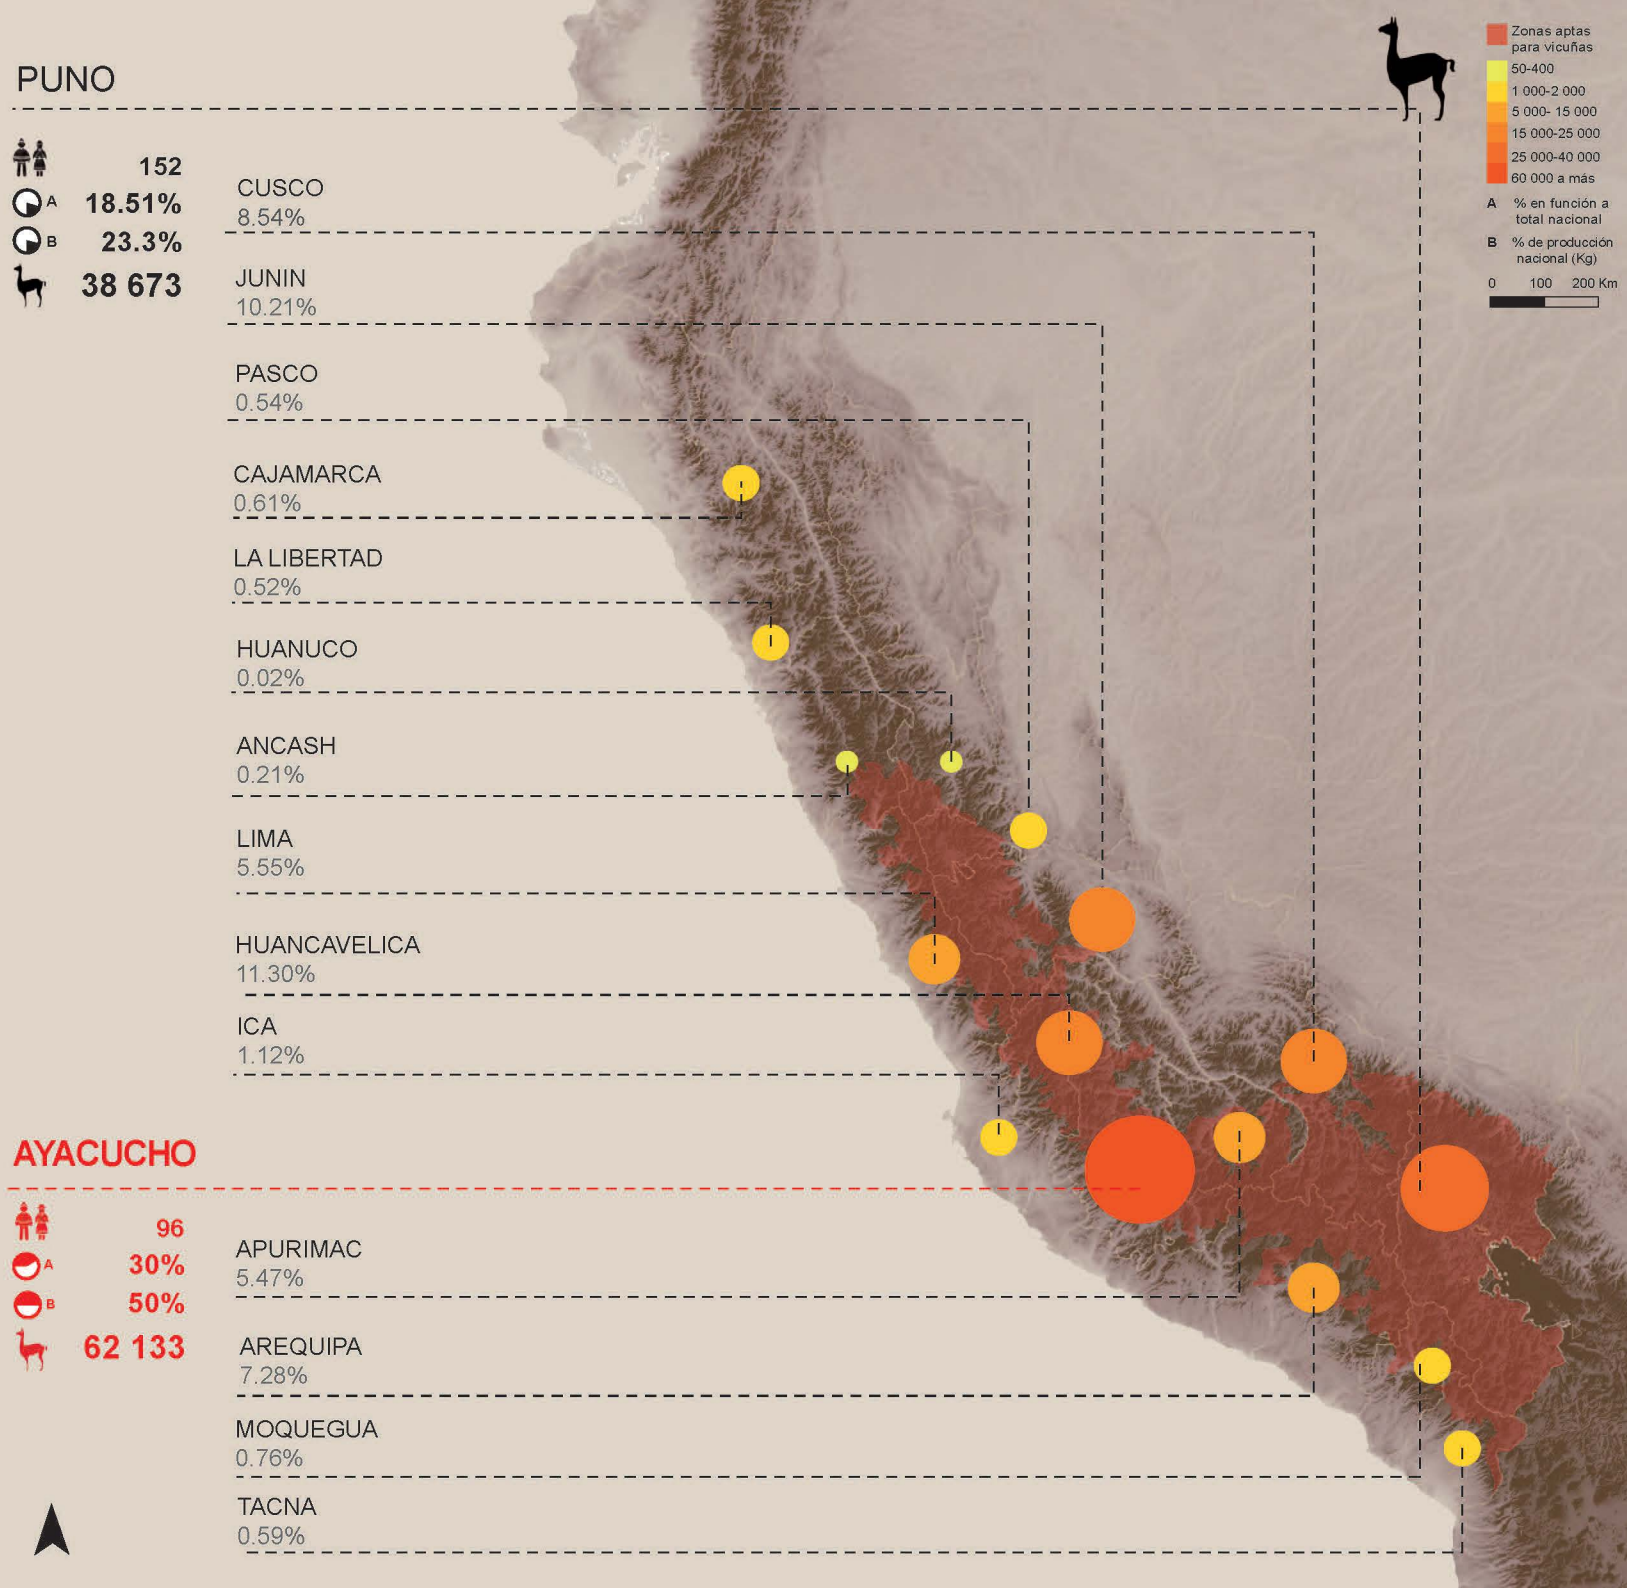 PUNO
152
A 18.51%
B 23.3%
38 673
CUSCO
8.54%
JUNIN
10.21%
PASCO
0.54%
CAJAMARCA
0.61%
LA LIBERTAD
0.52%
HUANUCO
0.02%
ANCASH
0.21%
LIMA
5.55%
HUANCAVELICA
11.30%
ICA
1.12%
AYACUCHO
96
A 30%
B 50%
62 133
APURIMAC
5.47%
AREQUIPA
7.28%
MOQUEGUA
0.76%
TACNA
0.59%
Zonas aptas
para vicuñas
50-400
1 000-2 000
5 000- 15 000
15 000-25 000
25 000-40 000
60 000 a más
A % en función a
total nacional
B % de producción
nacional (Kg)
0 100 200 Km